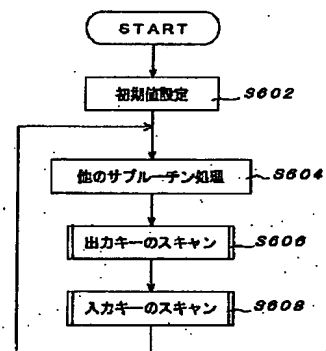 START
初期値設定 S602
他のサブルーチン処理 S604
出力キーのスキャン S606
入力キーのスキャン S608